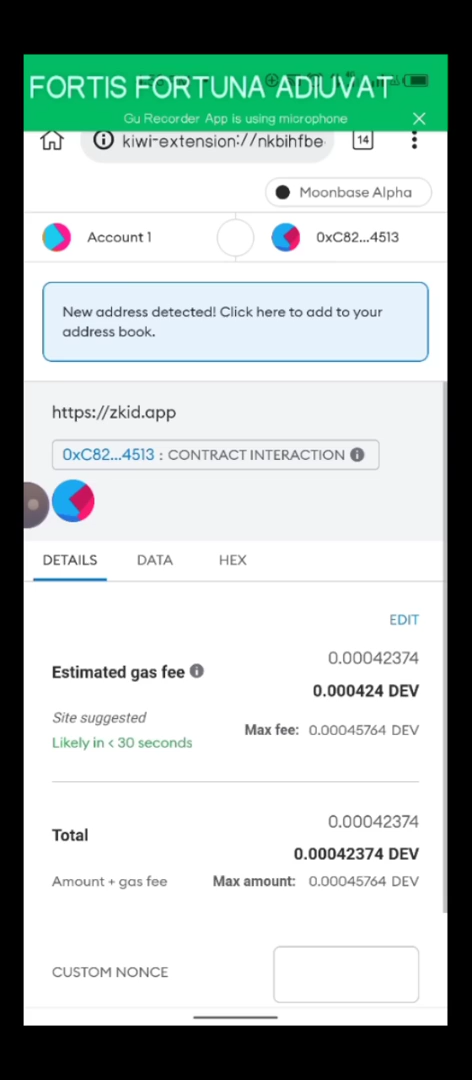 FORTIS FORTUNA ADIUVAT
Gu Recorder App is using microphone
kiwi-extension://nkbihfbe
14
Moonbase Alpha
Account 1
0xC82...4513
New address detected! Click here to add to your
address book.
https://zkid.app
0xC82...4513 : CONTRACT INTERACTION
DETAILS
DATA
HEX
EDIT
0.00042374
Estimated gas fee
0.000424 DEV
Site suggested
Max fee: 0.00045764 DEV
Likely in < 30 seconds
0.00042374
Total
0.00042374 DEV
Amount + gas fee
Max amount: 0.00045764 DEV
CUSTOM NONCE